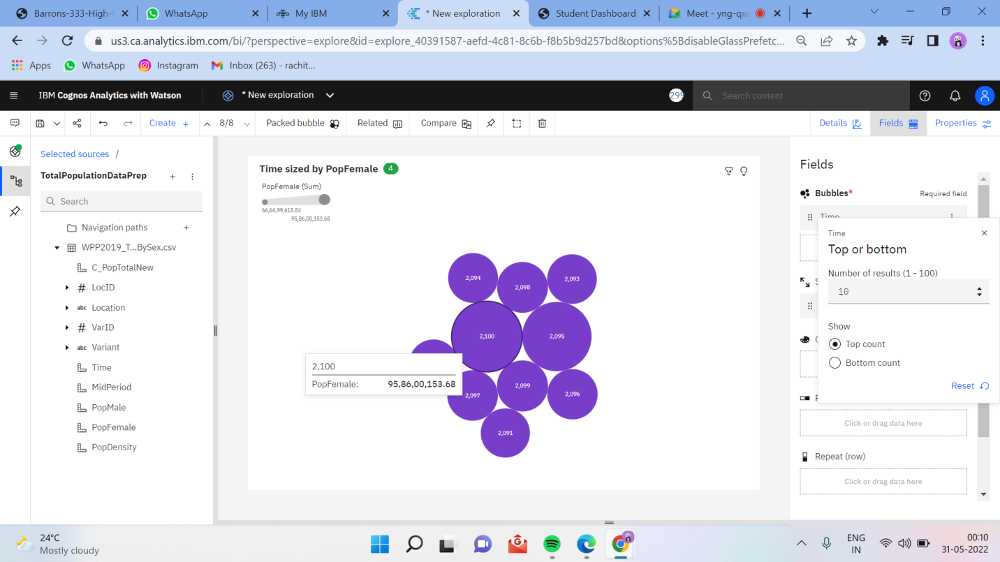 Barrons-333-High-
WhatsApp
My IBM
* New exploration
Student Dashboard
Meet - yng-qxe
us3.ca.analytics.ibm.com/bi/?perspective=explore&id=explore_40391587-aefd-4c81-8c6b-f8b5b9d257bd&options%5BdisableGlassPrefetc...
Apps
WhatsApp
Instagram
Inbox (263) - rachit...
IBM Cognos Analytics with Watson
* New exploration
299
Search content
Create +
8/8
Packed bubble
Related
Compare
Details
Fields
Properties
Selected sources /
TotalPopulationDataPrep
Search
Navigation paths
WPP2019_T...BySex.csv
C_PopTotalNew
# LocID
abc Location
# VarID
abc Variant
Time
MidPeriod
PopMale
PopFemale
PopDensity
Time sized by PopFemale 4
PopFemale (Sum)
66,66,99,618.84
95,86,00,153.68
2,094
2,098
2,093
2,100
2,095
2,100
PopFemale: 95,86,00,153.68
2,099
2,097
2,096
2,091
Fields
Bubbles* Required field
Time
Time
Top or bottom
Number of results (1 - 100)
10
Show
Top count
Bottom count
Reset
Click or drag data here
Repeat (row)
Click or drag data here
24°C
Mostly cloudy
ENG
IN
00:10
31-05-2022